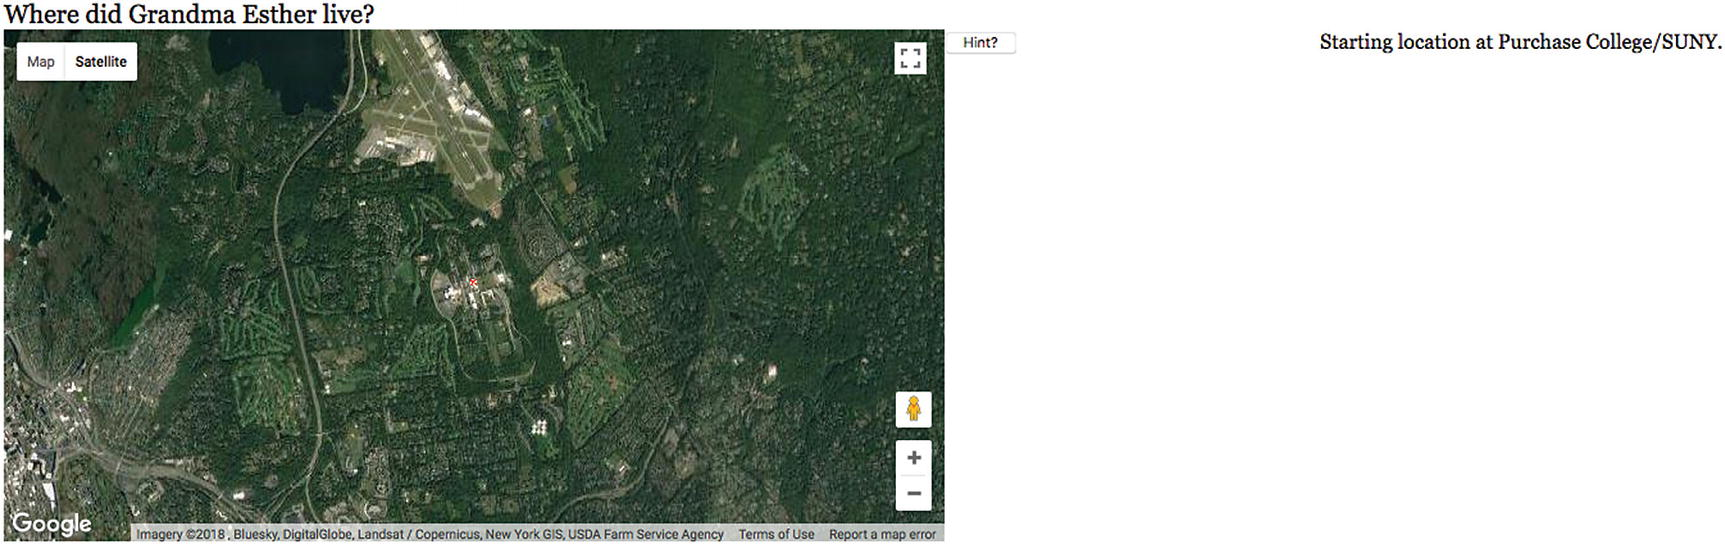 Where did Grandma Esther live?
Map Satellite
Hint?
Starting location at Purchase College/SUNY.
Google
Imagery ©2018 , Bluesky, DigitalGlobe, Landsat / Copernicus, New York GIS, USDA Farm Service Agency Terms of Use Report a map error